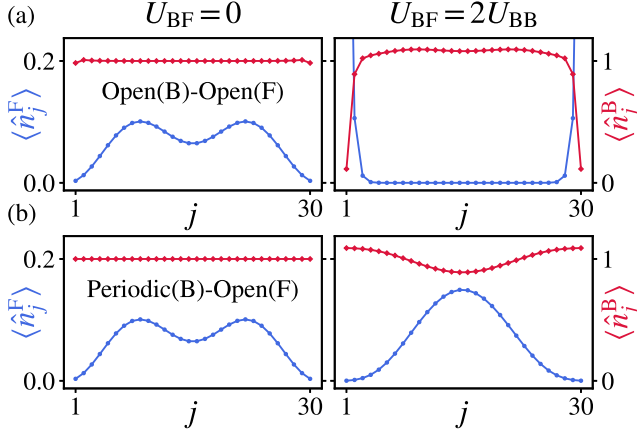 (a) U_BF = 0 U_BF = 2U_BB
⟨n̂_j^F⟩ 0.2 Open(B)-Open(F) 1 ⟨n̂_j^B⟩
0.0 0
1 j 30 1 j 30
(b)
⟨n̂_j^F⟩ 0.2 Periodic(B)-Open(F) 1 ⟨n̂_j^B⟩
0.0 0
1 j 30 1 j 30